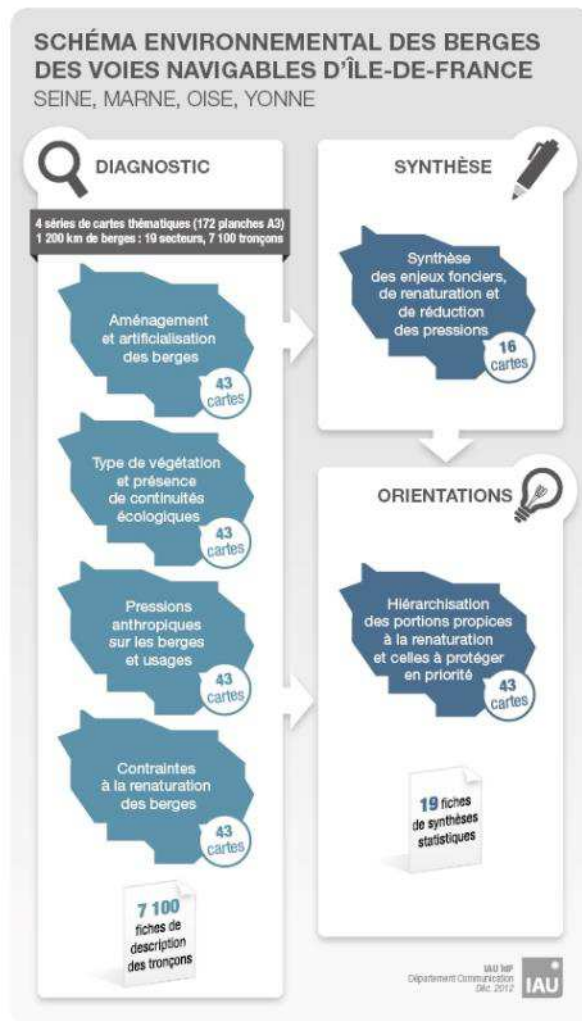 SCHÉMA ENVIRONNEMENTAL DES BERGES
DES VOIES NAVIGABLES D'ÎLE-DE-FRANCE
SEINE, MARNE, OISE, YONNE
DIAGNOSTIC
4 séries de cartes thématiques (172 planches A3)
1 200 km de berges : 19 secteurs, 7 100 tronçons
Aménagement
et artificialisation
des berges
43
cartes
Type de végétation
et présence
de continuités
écologiques
43
cartes
Pressions
anthropiques
sur les berges
et usages
43
cartes
Contraintes
à la renaturation
des berges
43
cartes
7 100
fiches de
description
des tronçons
SYNTHÈSE
Synthèse
des enjeux fonciers,
de renaturation et
de réduction
des pressions
16
cartes
ORIENTATIONS
Hiérarchisation
des portions propices
à la renaturation
et celles à protéger
en priorité
43
cartes
19 fiches
de synthèses
statistiques
IAU îdF
Département Communication
Déc. 2012
IAU